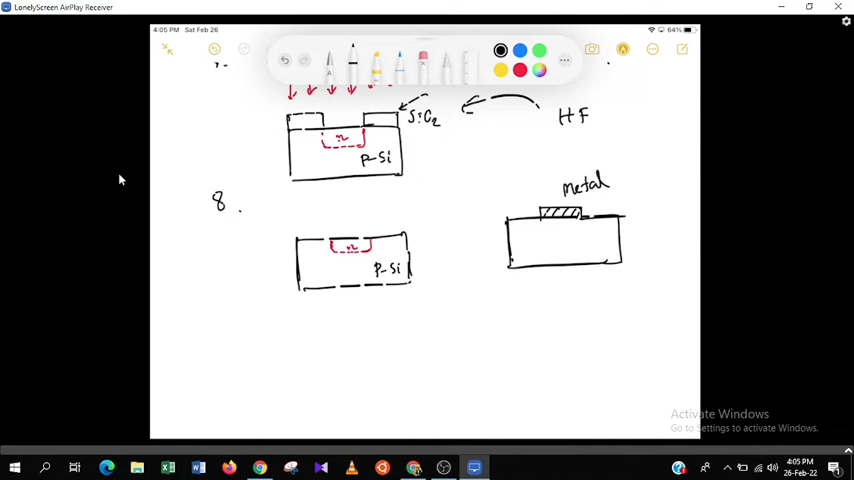 LonelyScreen AirPlay Receiver
4:05 PM Sat Feb 26
64%
SiO2
HF
n
P-Si
metal
8.
n
P-Si
Activate Windows
Go to Settings to activate Windows.
4:05 PM
26-Feb-22